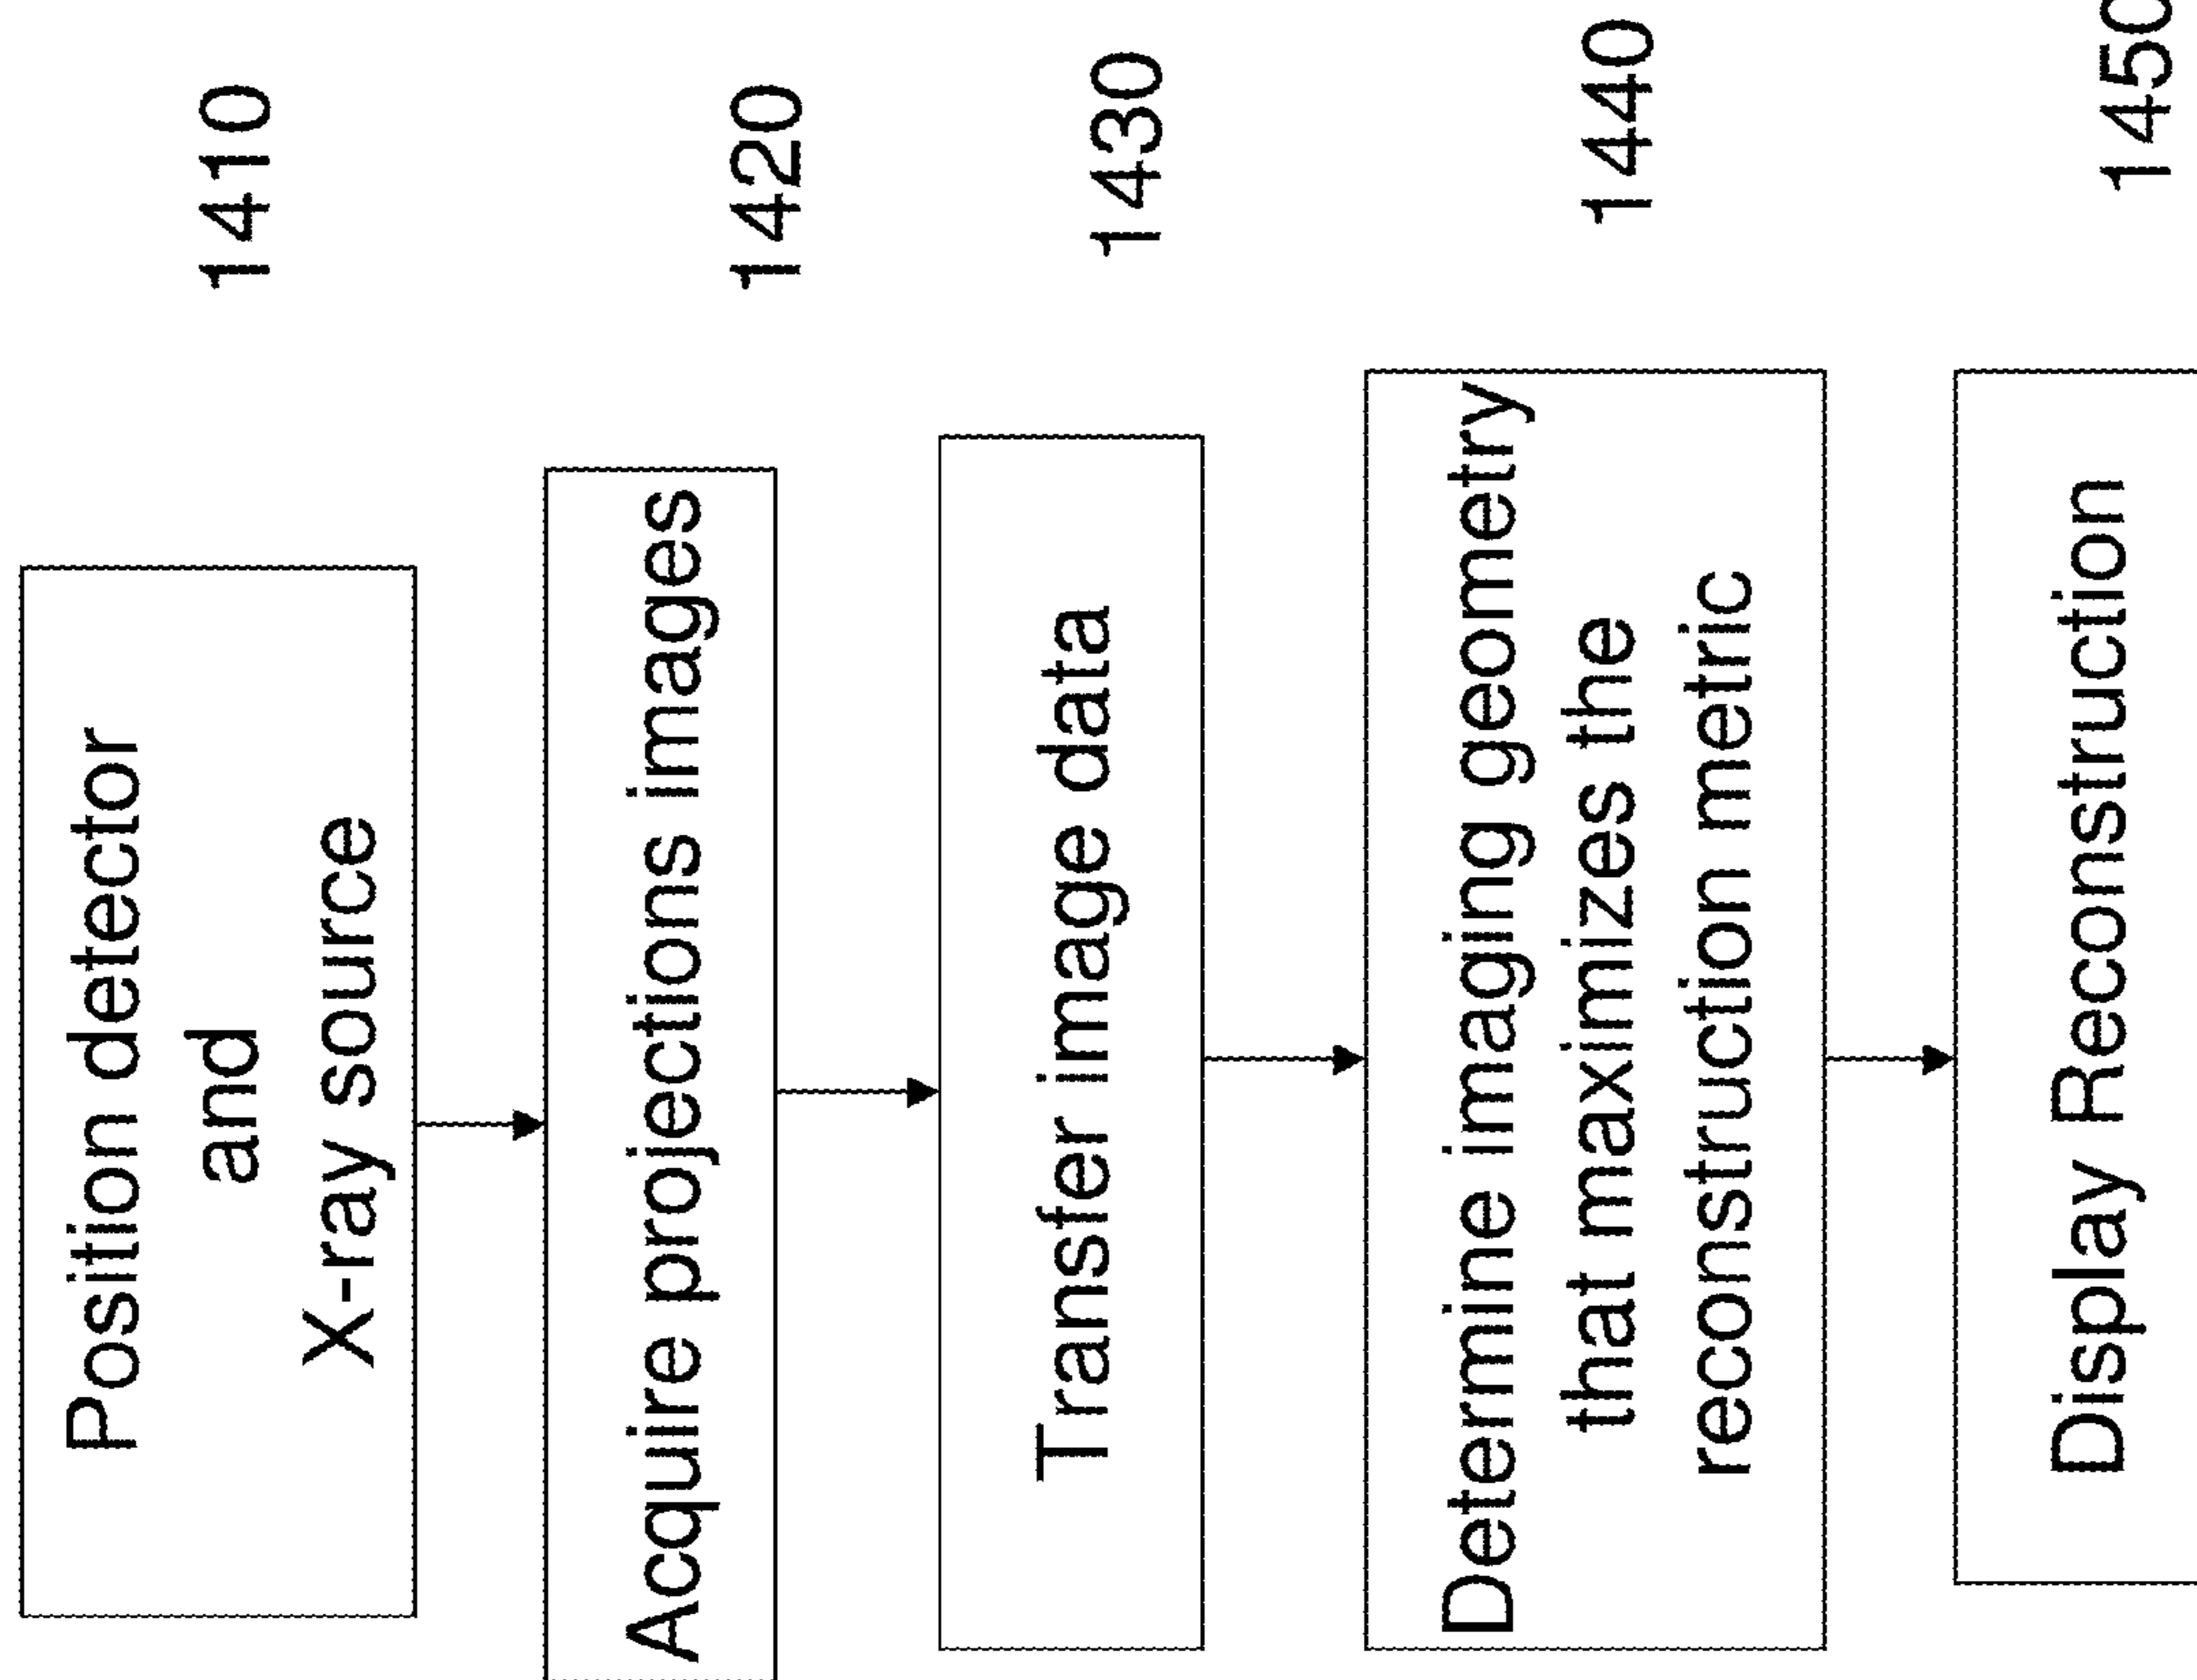 Position detector
and
X-ray source
1410
Acquire projections images
1420
Transfer image data
1430
Determine imaging geometry
that maximizes the
reconstruction metric
1440
Display Reconstruction
1450